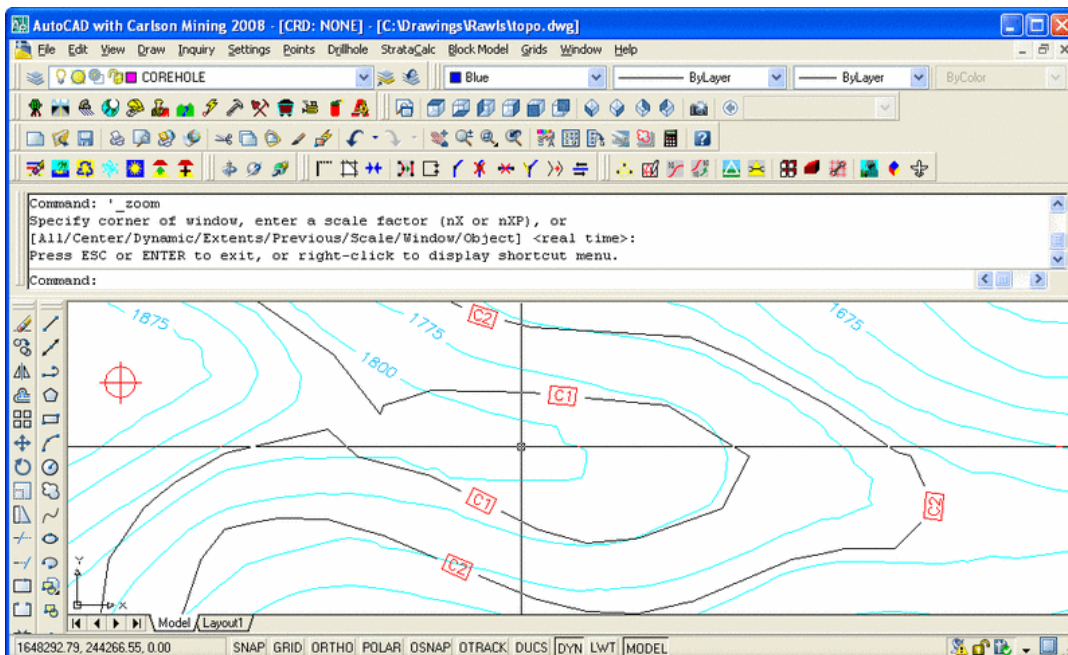 AutoCAD with Carlson Mining 2008 - [CRD: NONE] - [C:\Drawings\Rawls\topo.dwg]
File Edit View Draw Inquiry Settings Points Drillhole StrataCalc Block Model Grids Window Help
COREHOLE Blue ByLayer ByLayer ByColor
Command: '_zoom
Specify corner of window, enter a scale factor (nX or nXP), or
[All/Center/Dynamic/Extents/Previous/Scale/Window/Object] <real time>:
Press ESC or ENTER to exit, or right-click to display shortcut menu.
Command:
1875
C2
1775
1675
1800
C1
C1
C2
C2
Y
X
Model Layout1
1648292.79, 244266.55, 0.00 SNAP GRID ORTHO POLAR OSNAP OTRACK DUCS DYN LWT MODEL